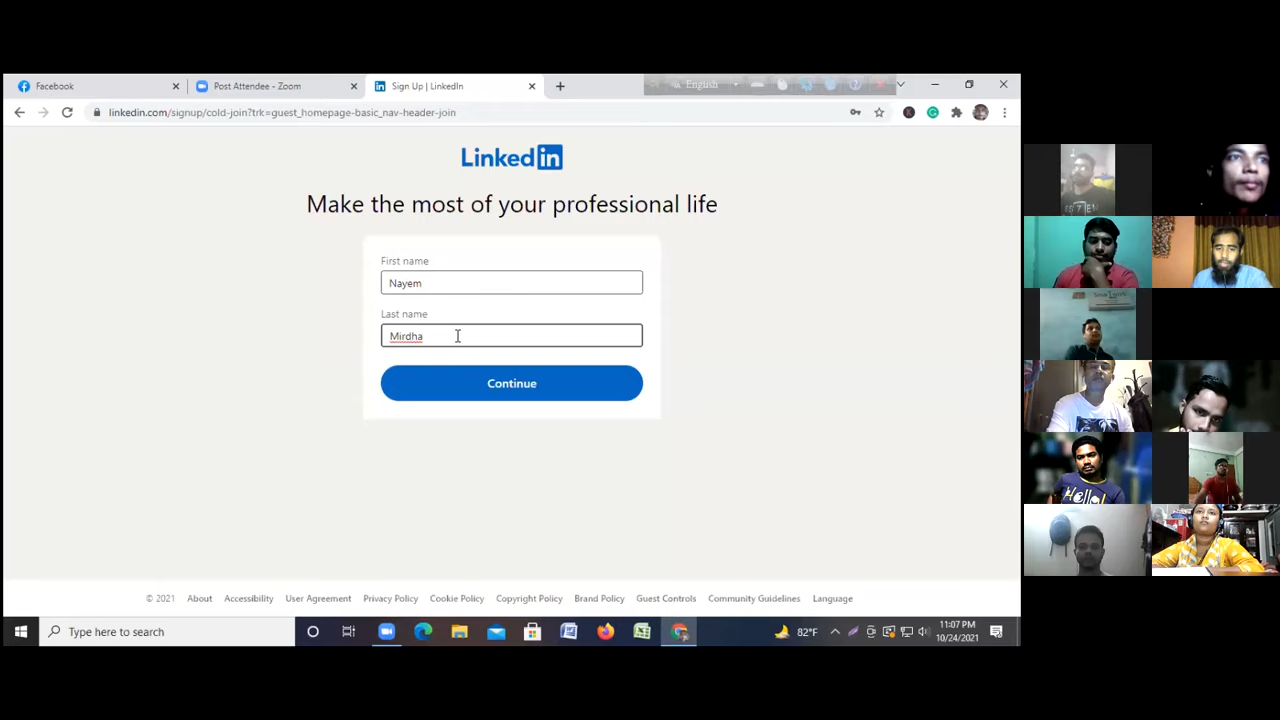 Facebook
Post Attendee - Zoom
Sign Up | LinkedIn
English
linkedin.com/signup/cold-join?trk=guest_homepage-basic_nav-header-join
Linkedin
Make the most of your professional life
First name
Nayem
Last name
Mirdha
Continue
© 2021 About Accessibility User Agreement Privacy Policy Cookie Policy Copyright Policy Brand Policy Guest Controls Community Guidelines Language
Type here to search
82°F
11:07 PM
10/24/2021
Hello!